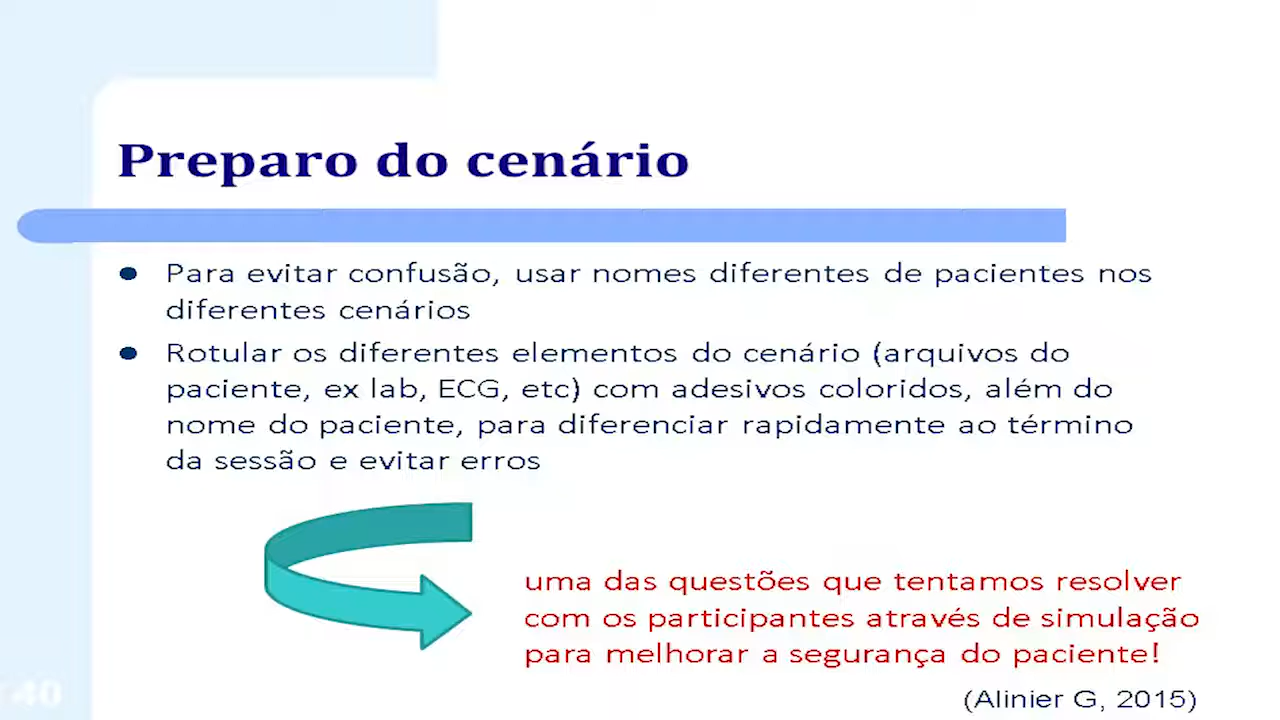 Preparo do cenário
Para evitar confusão, usar nomes diferentes de pacientes nos
diferentes cenários
Rotular os diferentes elementos do cenário (arquivos do
paciente, ex lab, ECG, etc) com adesivos coloridos, além do
nome do paciente, para diferenciar rapidamente ao término
da sessão e evitar erros
uma das questões que tentamos resolver
com os participantes através de simulação
para melhorar a segurança do paciente!
(Alinier G, 2015)